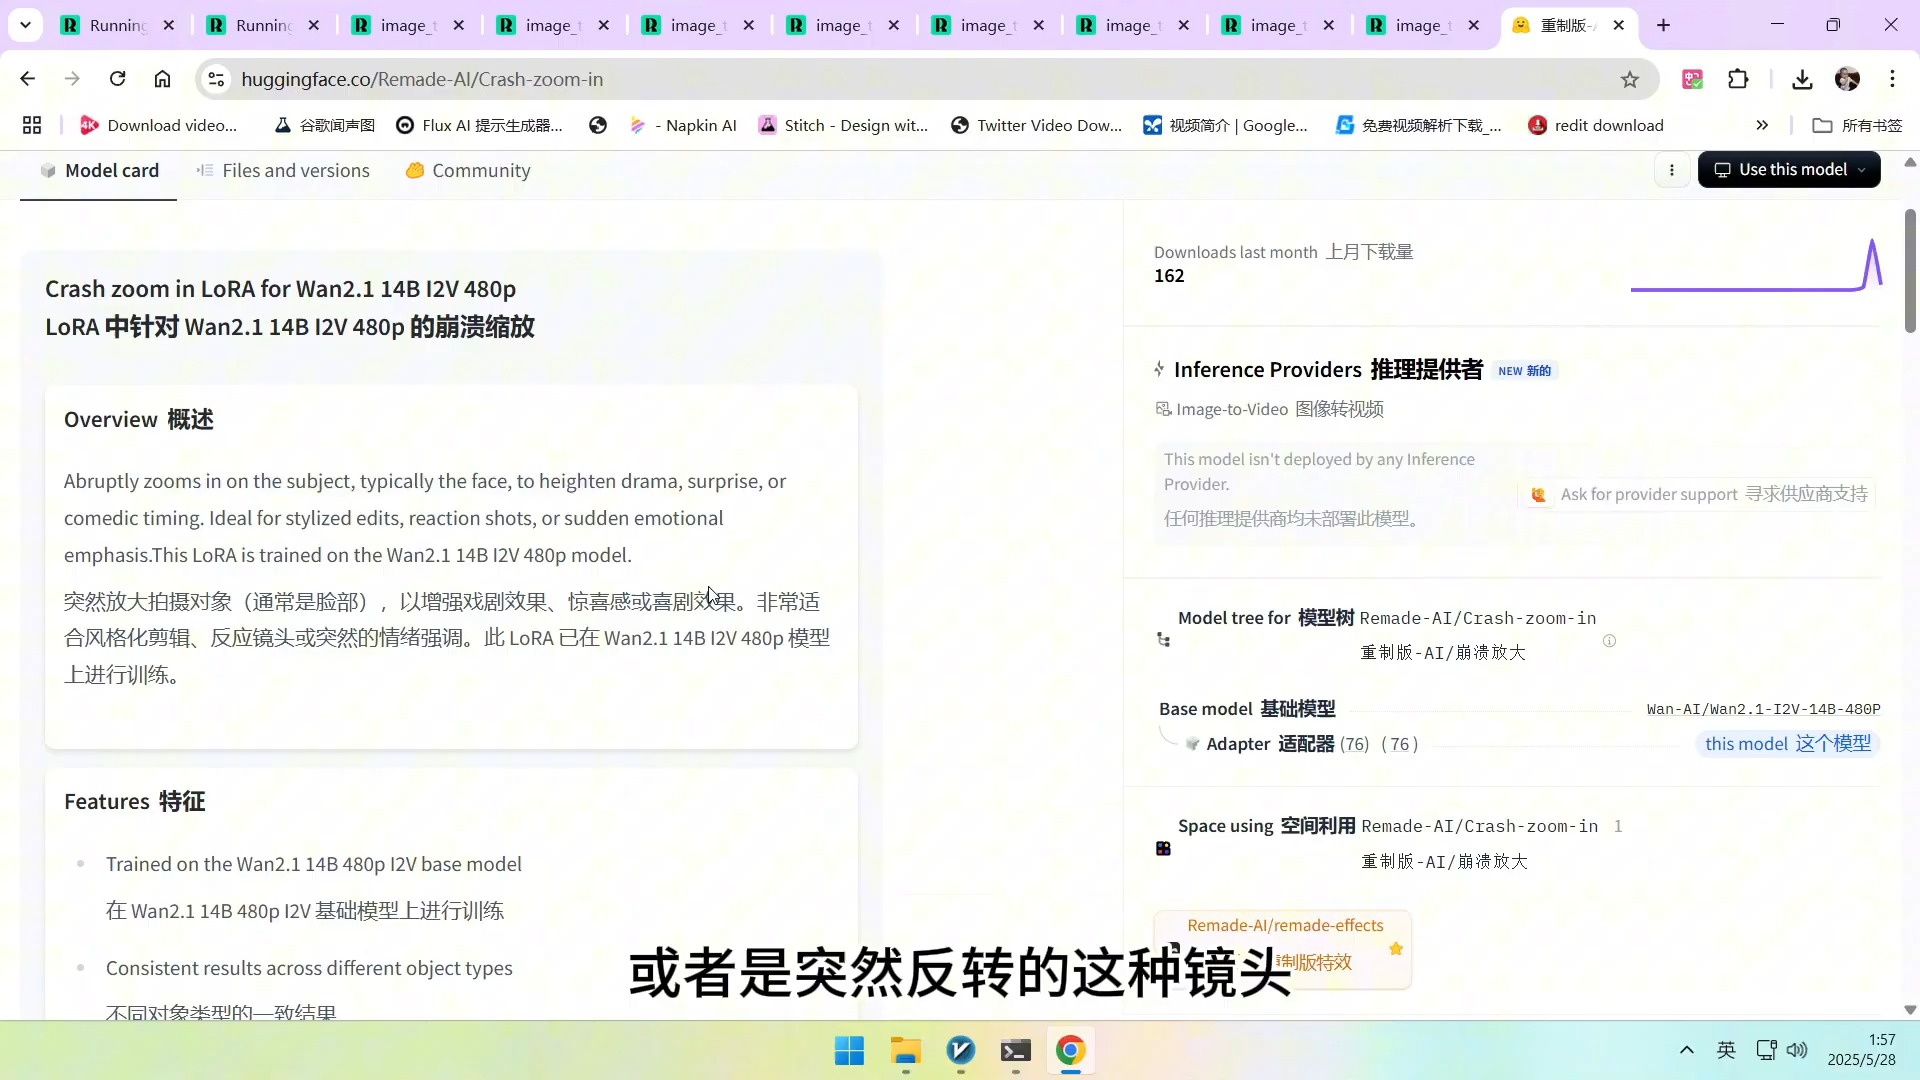 Running
Running
image_t
image_t
image_t
image_t
image_t
image_t
image_t
image_t
重制版-A
huggingface.co/Remade-AI/Crash-zoom-in
Download video...
谷歌闻声图
Flux AI 提示生成器...
- Napkin AI
Stitch - Design wit...
Twitter Video Dow...
视频简介 | Google...
免费视频解析下载_...
redit download
所有书签
Model card
Files and versions
Community
Use this model
Crash zoom in LoRA for Wan2.1 14B I2V 480p
LoRA 中针对 Wan2.1 14B I2V 480p 的崩溃缩放
Overview 概述
Abruptly zooms in on the subject, typically the face, to heighten drama, surprise, or
comedic timing. Ideal for stylized edits, reaction shots, or sudden emotional
emphasis.This LoRA is trained on the Wan2.1 14B I2V 480p model.
突然放大拍摄对象（通常是脸部），以增强戏剧效果、惊喜感或喜剧效果。非常适
合风格化剪辑、反应镜头或突然的情绪强调。此 LoRA 已在 Wan2.1 14B I2V 480p 模型
上进行训练。
Features 特征
Trained on the Wan2.1 14B 480p I2V base model
在 Wan2.1 14B 480p I2V 基础模型上进行训练
Consistent results across different object types
不同对象类型的一致结果
Downloads last month 上月下载量
162
Inference Providers 推理提供者 NEW 新的
Image-to-Video 图像转视频
This model isn't deployed by any Inference
Provider.
任何推理提供商均未部署此模型。
Ask for provider support 寻求供应商支持
Model tree for 模型树 Remade-AI/Crash-zoom-in
重制版-AI/崩溃放大
Base model 基础模型
Wan-AI/Wan2.1-I2V-14B-480P
Adapter 适配器 (76) ( 76 )
this model 这个模型
Space using 空间利用 Remade-AI/Crash-zoom-in 1
重制版-AI/崩溃放大
Remade-AI/remade-effects
制版特效
或者是突然反转的这种镜头
英
1:57
2025/5/28